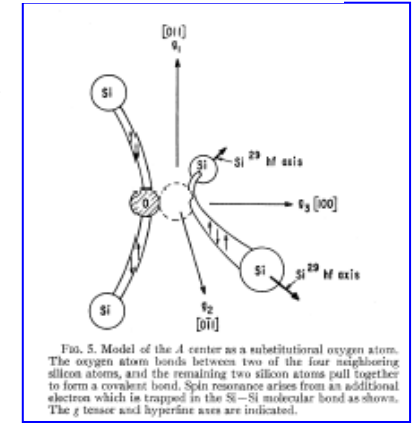 [011]
g₁
Si
Si
Si²⁹ hf axis
O
g₃ [100]
Si
Si²⁹ hf axis
Si
g₂
[01̄1]
FIG. 5. Model of the A center as a substitutional oxygen atom.
The oxygen atom bonds between two of the four neighboring
silicon atoms, and the remaining two silicon atoms pull together
to form a covalent bond. Spin resonance arises from an additional
electron which is trapped in the Si—Si molecular bond as shown.
The g tensor and hyperfine axes are indicated.